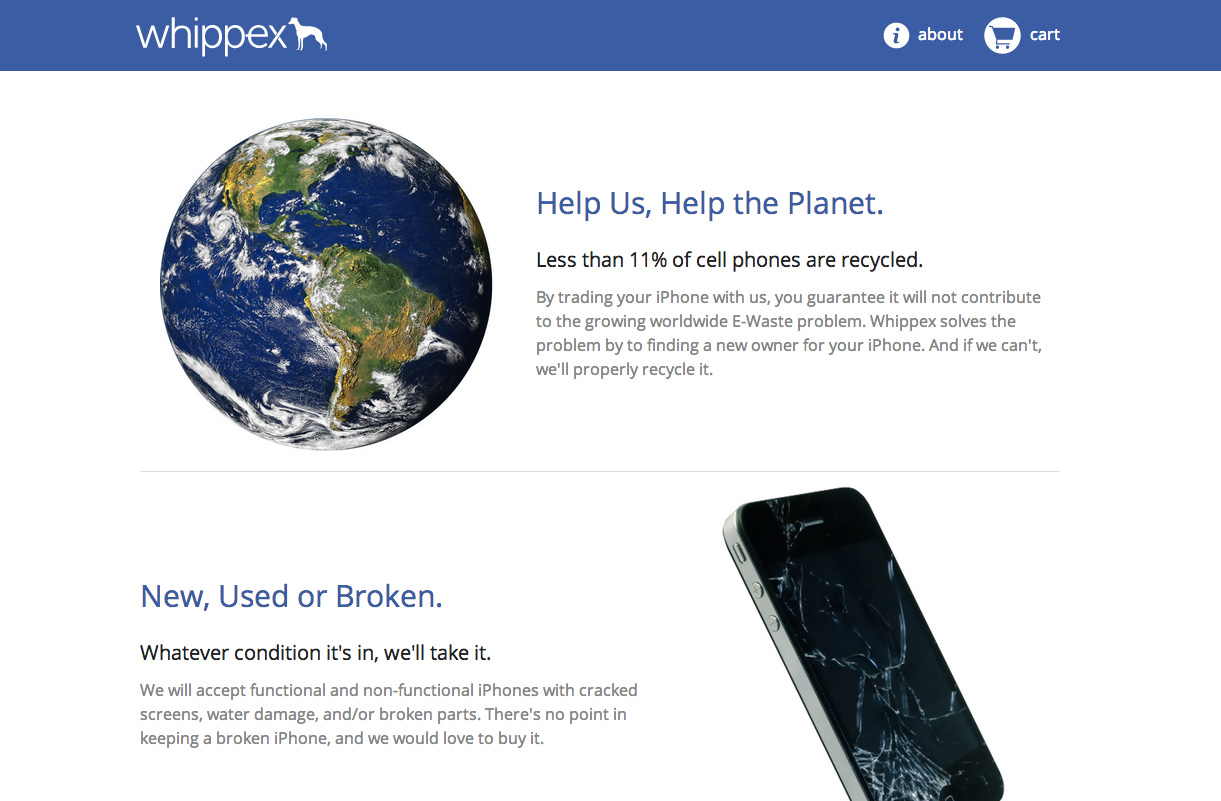 whippex
about
cart
Help Us, Help the Planet.
Less than 11% of cell phones are recycled.
By trading your iPhone with us, you guarantee it will not contribute
to the growing worldwide E-Waste problem. Whippex solves the
problem by to finding a new owner for your iPhone. And if we can't,
we'll properly recycle it.
New, Used or Broken.
Whatever condition it's in, we'll take it.
We will accept functional and non-functional iPhones with cracked
screens, water damage, and/or broken parts. There's no point in
keeping a broken iPhone, and we would love to buy it.